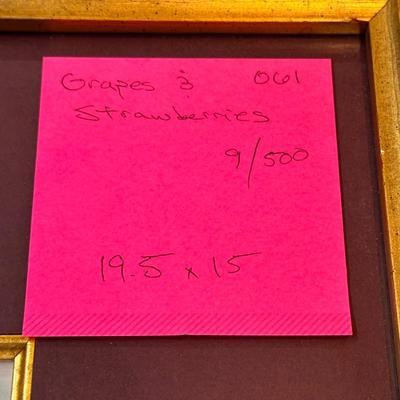 Grapes & 061
Strawberries
9/500
19.5 x 15